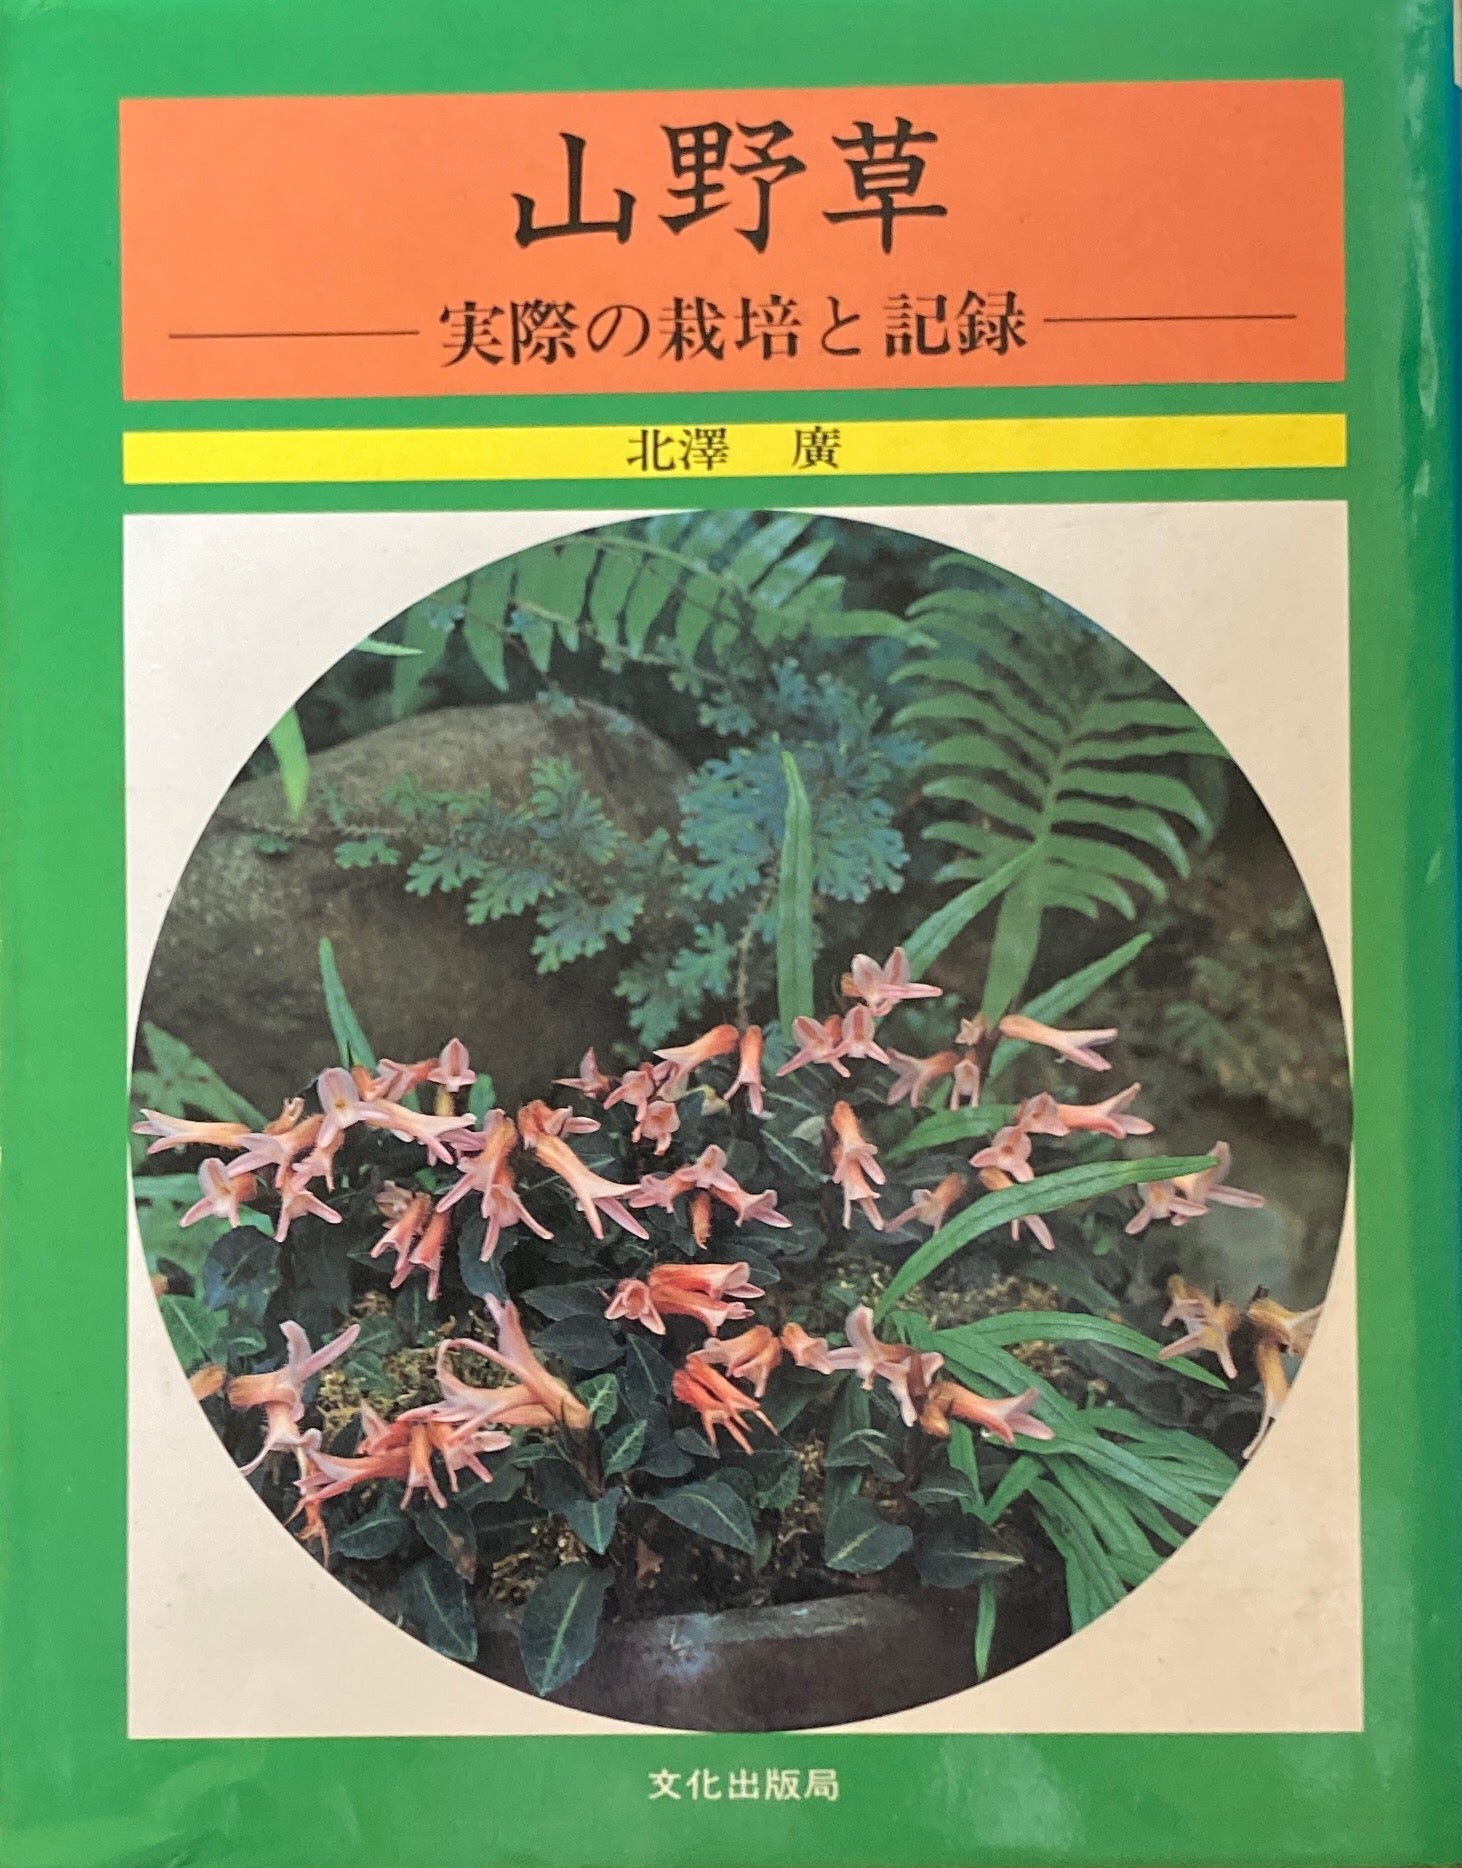 山野草
実際の栽培と記録
北澤 廣
文化出版局